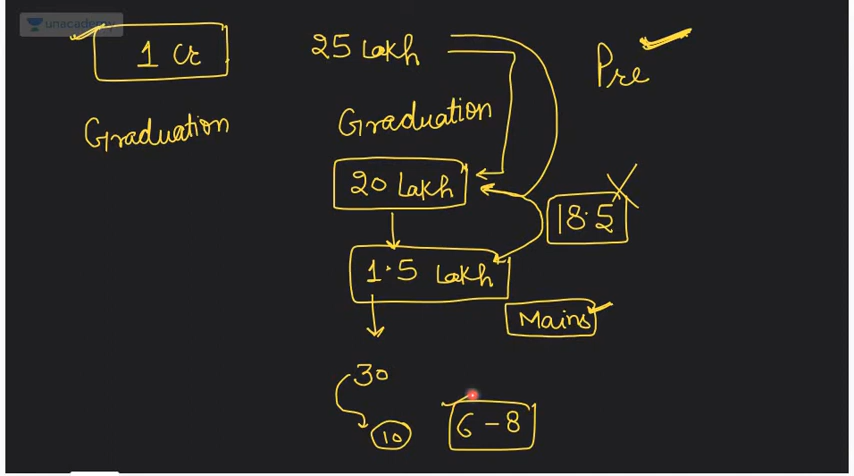 unacademy
1 Cr
25 Lakh
Pre
Graduation
Graduation
20 Lakh
18.5
1.5 Lakh
Mains
30
10
6-8